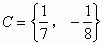 C = {1/7, -1/8}